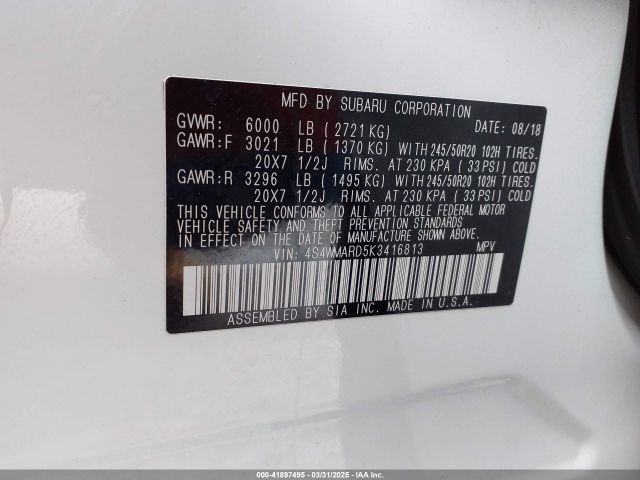 MFD BY SUBARU CORPORATION
GVWR: 6000 LB ( 2721 KG) DATE: 08/18
GAWR:F 3021 LB ( 1370 KG) WITH 245/50R20 102H TIRES.
20X7 1/2J RIMS. AT 230 KPA ( 33 PSI) COLD
GAWR:R 3296 LB ( 1495 KG) WITH 245/50R20 102H TIRES.
20X7 1/2J RIMS. AT 230 KPA ( 33 PSI) COLD
THIS VEHICLE CONFORMS TO ALL APPLICABLE FEDERAL MOTOR
VEHICLE SAFETY AND THEFT PREVENTION STANDARDS
IN EFFECT ON THE DATE OF MANUFACTURE SHOWN ABOVE.
VIN: 4S4WMARD5K3416813 MPV
ASSEMBLED BY SIA INC. MADE IN U.S.A.
000-41897495 - 03/31/2025 - IAA Inc.